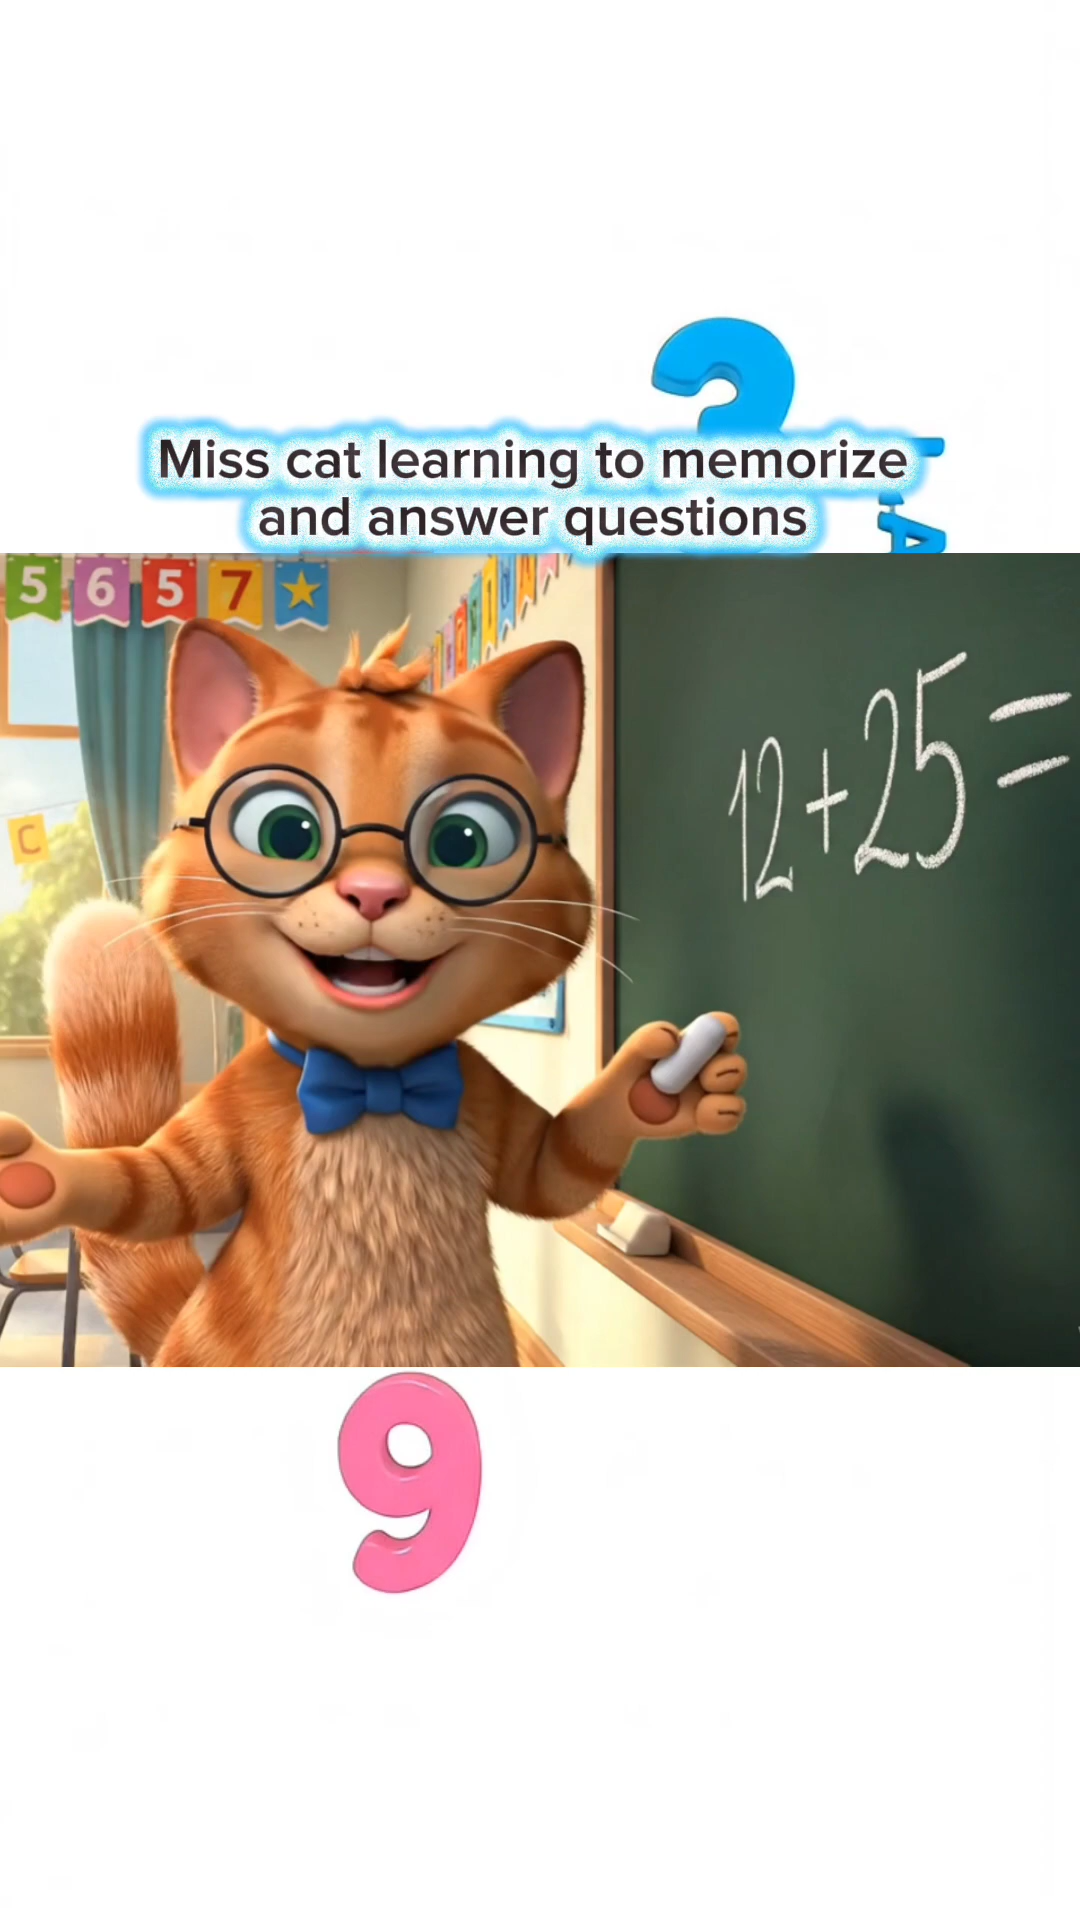 Miss cat learning to memorize
and answer questions
5 6 5 7
C
12+25=
9